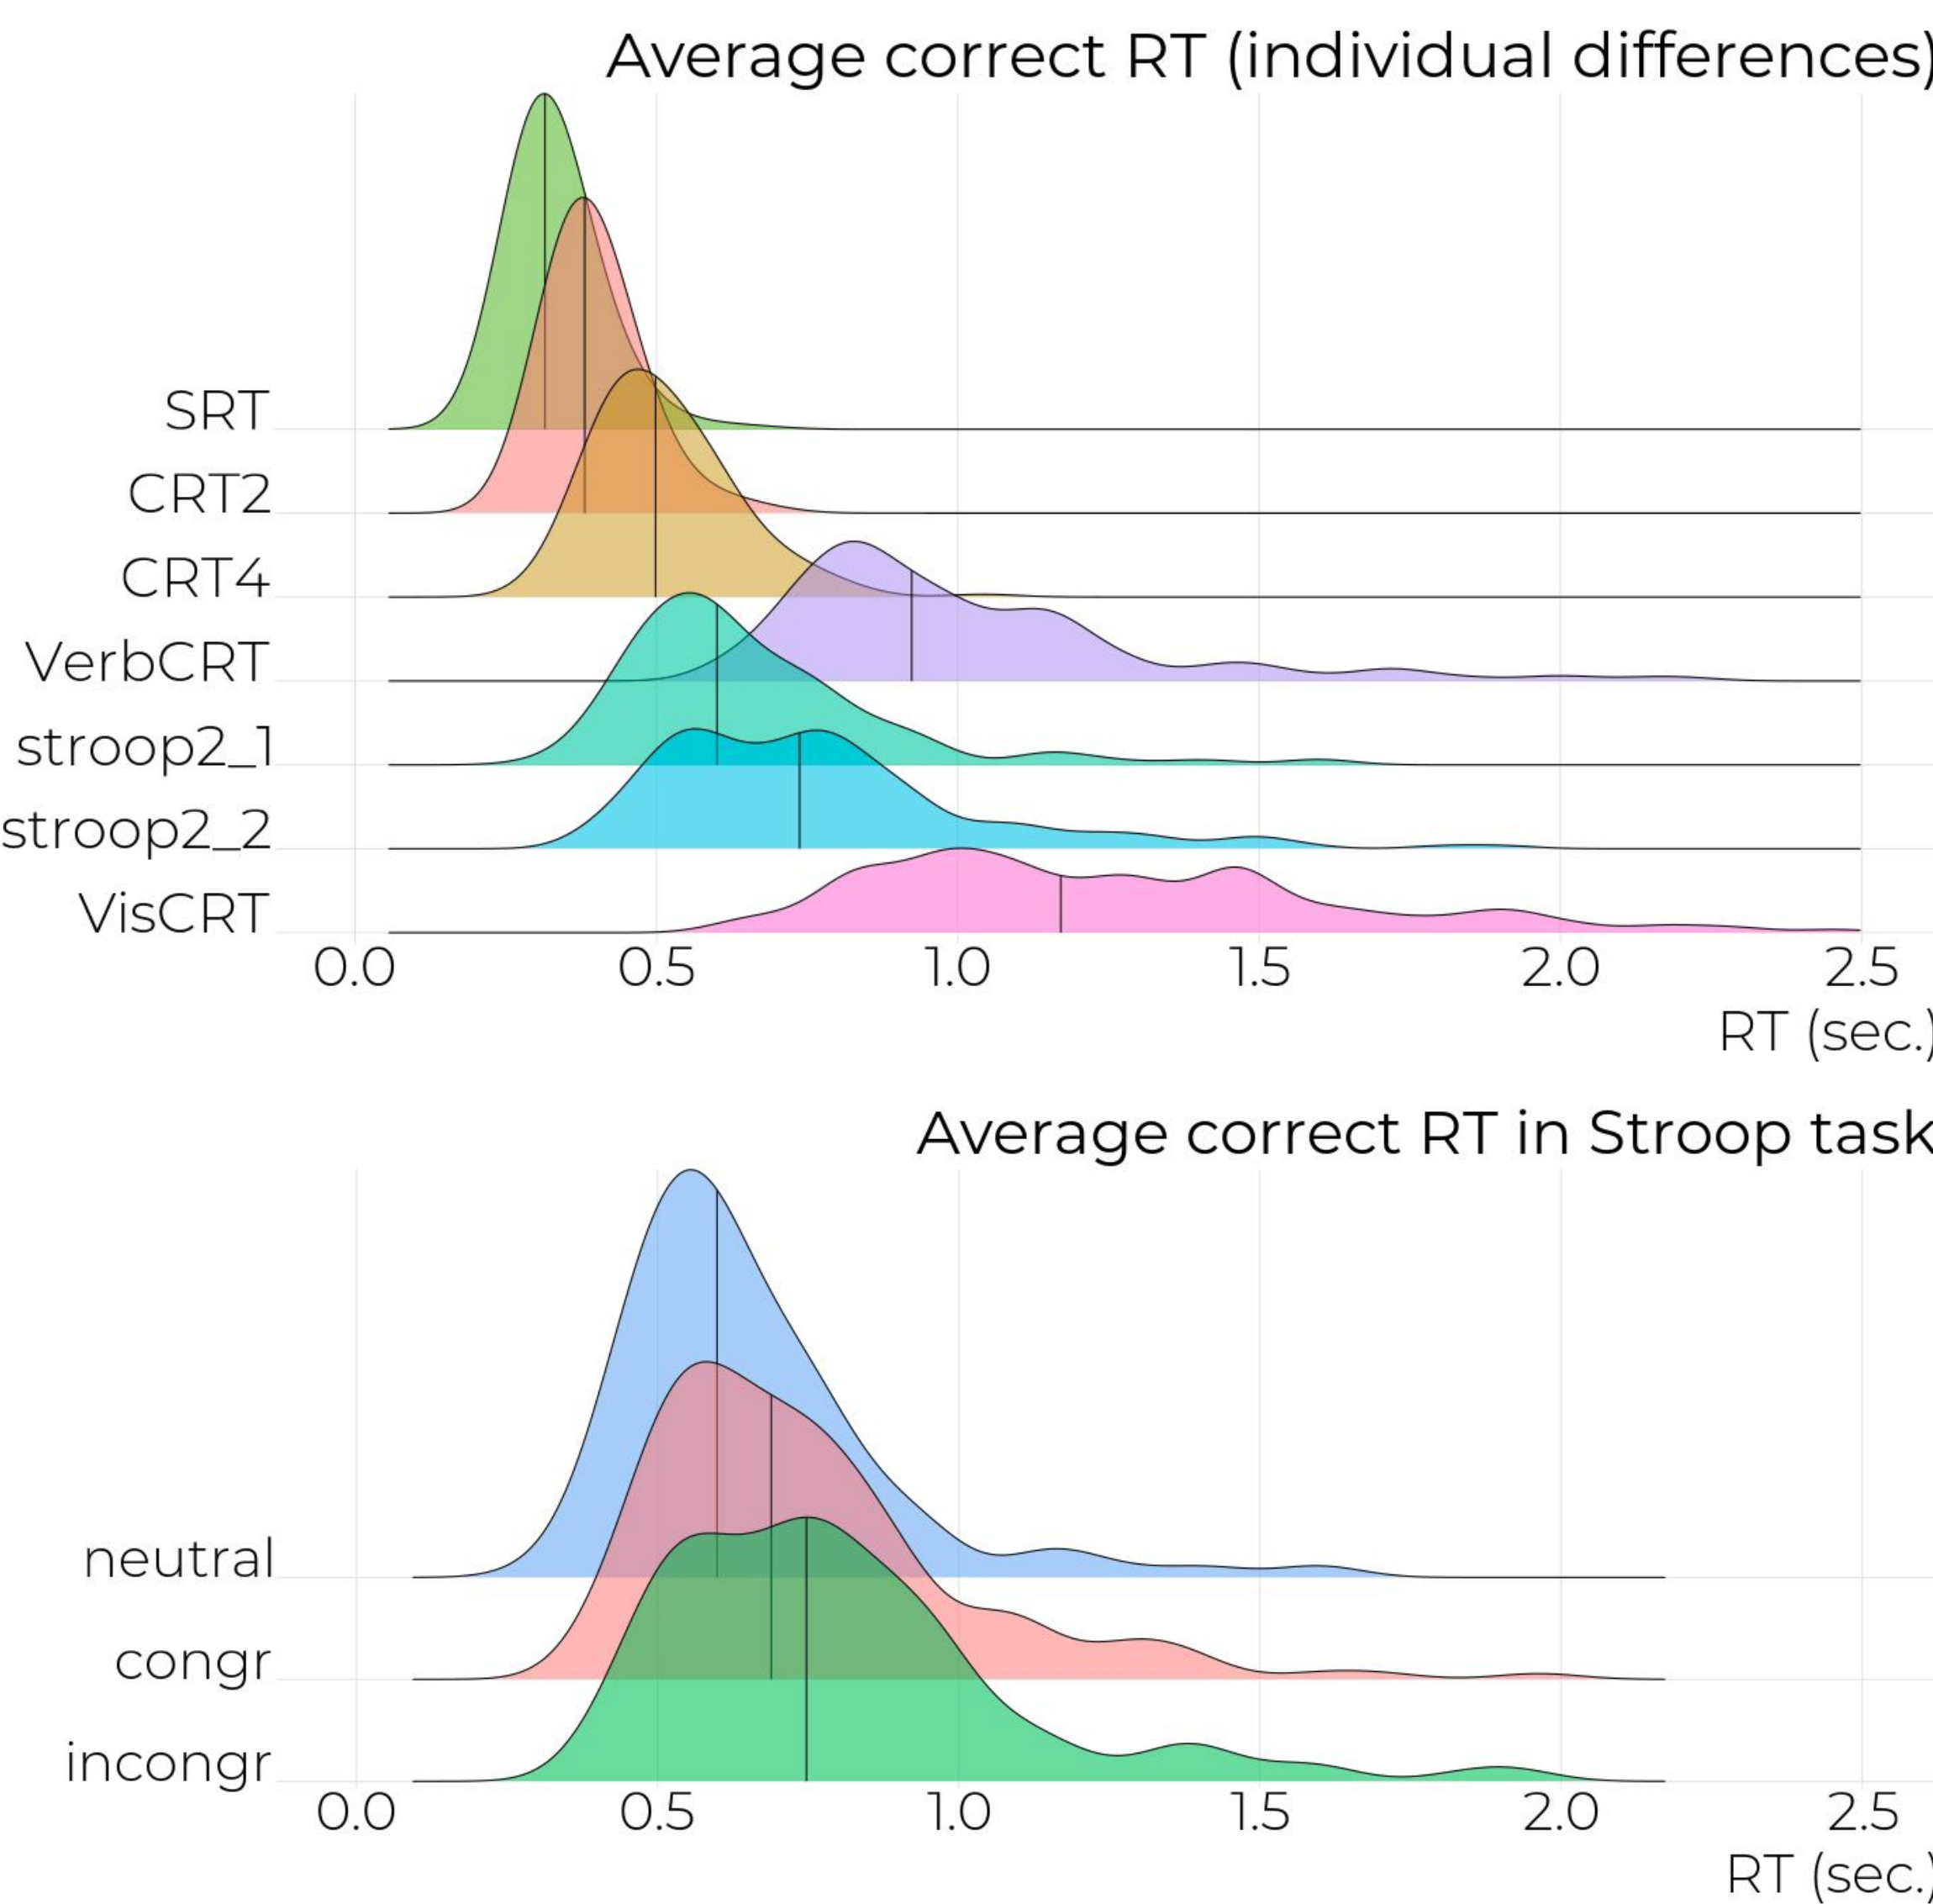 Average correct RT (individual differences)
SRT
CRT2
CRT4
VerbCRT
stroop2_1
stroop2_2
VisCRT
0.0 0.5 1.0 1.5 2.0 2.5
RT (sec.)
Average correct RT in Stroop task
neutral
congr
incongr
0.0 0.5 1.0 1.5 2.0 2.5
RT (sec.)